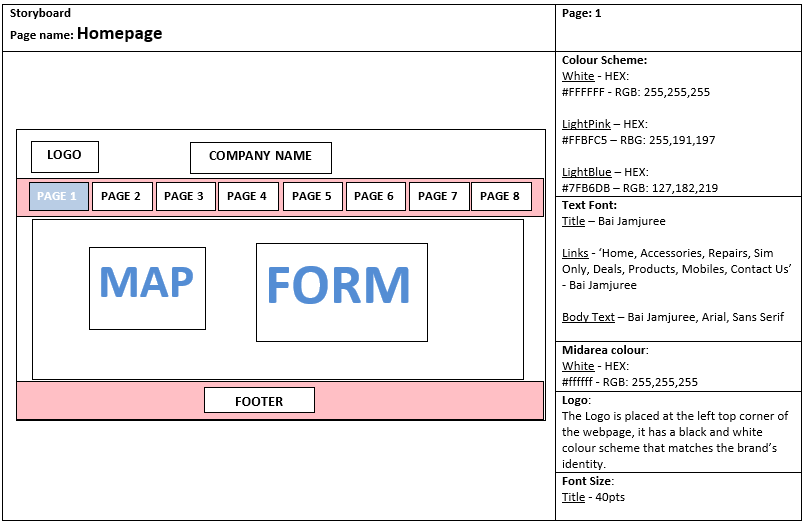 Storyboard
Page name: Homepage
Page: 1
LOGO
COMPANY NAME
PAGE 1
PAGE 2
PAGE 3
PAGE 4
PAGE 5
PAGE 6
PAGE 7
PAGE 8
MAP
FORM
FOOTER
Colour Scheme:
White - HEX:
#FFFFFF - RGB: 255,255,255
LightPink – HEX:
#FFBFC5 – RBG: 255,191,197
LightBlue – HEX:
#7FB6DB – RGB: 127,182,219
Text Font:
Title – Bai Jamjuree
Links - ‘Home, Accessories, Repairs, Sim
Only, Deals, Products, Mobiles, Contact Us’
- Bai Jamjuree
Body Text – Bai Jamjuree, Arial, Sans Serif
Midarea colour:
White - HEX:
#ffffff - RGB: 255,255,255
Logo:
The Logo is placed at the left top corner of
the webpage, it has a black and white
colour scheme that matches the brand’s
identity.
Font Size:
Title - 40pts